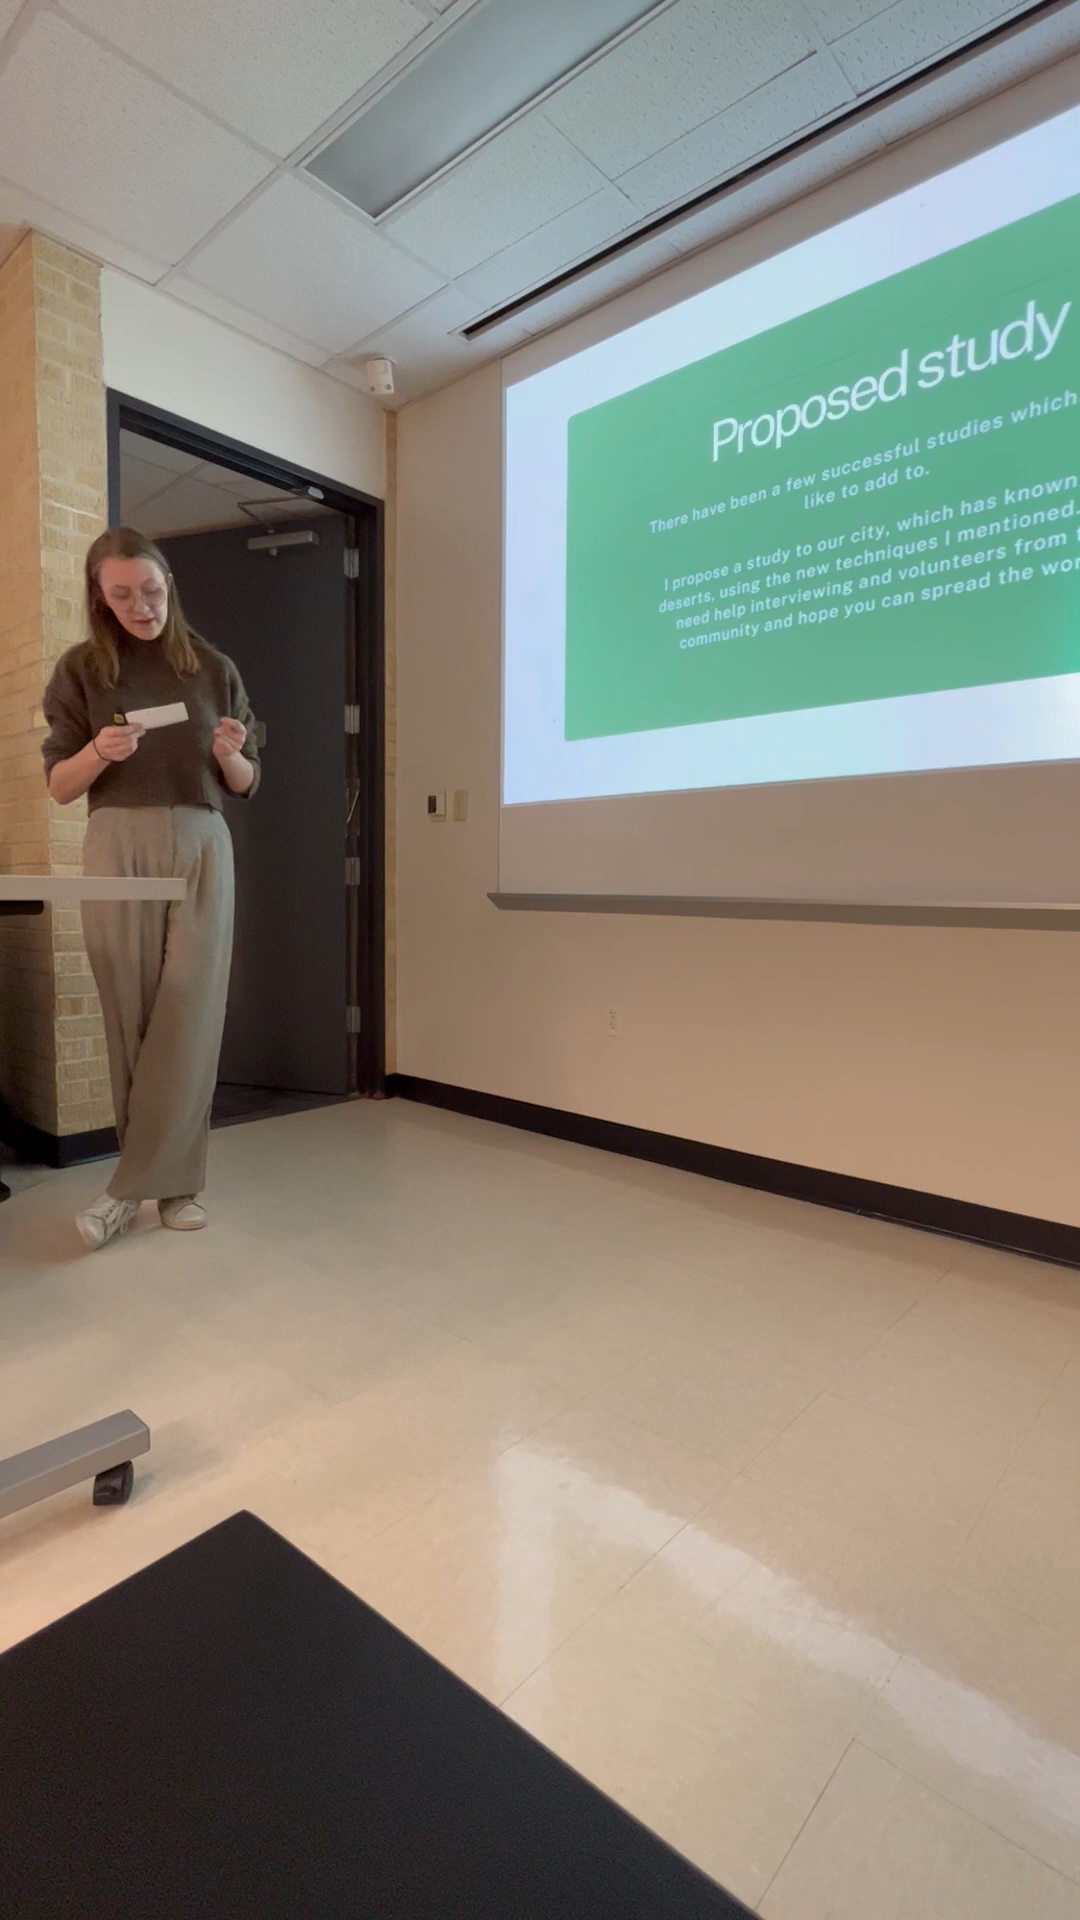 Proposed study
There have been a few successful studies which
like to add to.
I propose a study to our city, which has known
deserts, using the new techniques I mentioned.
need help interviewing and volunteers from
community and hope you can spread the